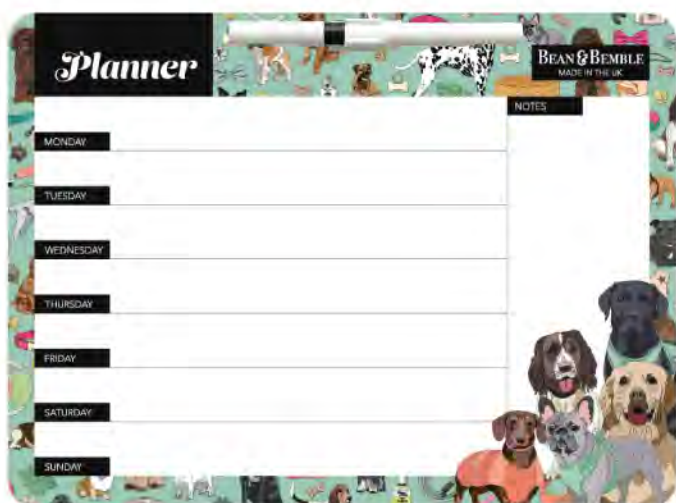 Planner
BEAN & BEMBLE
MADE IN THE UK
NOTES
MONDAY
TUESDAY
WEDNESDAY
THURSDAY
FRIDAY
SATURDAY
SUNDAY